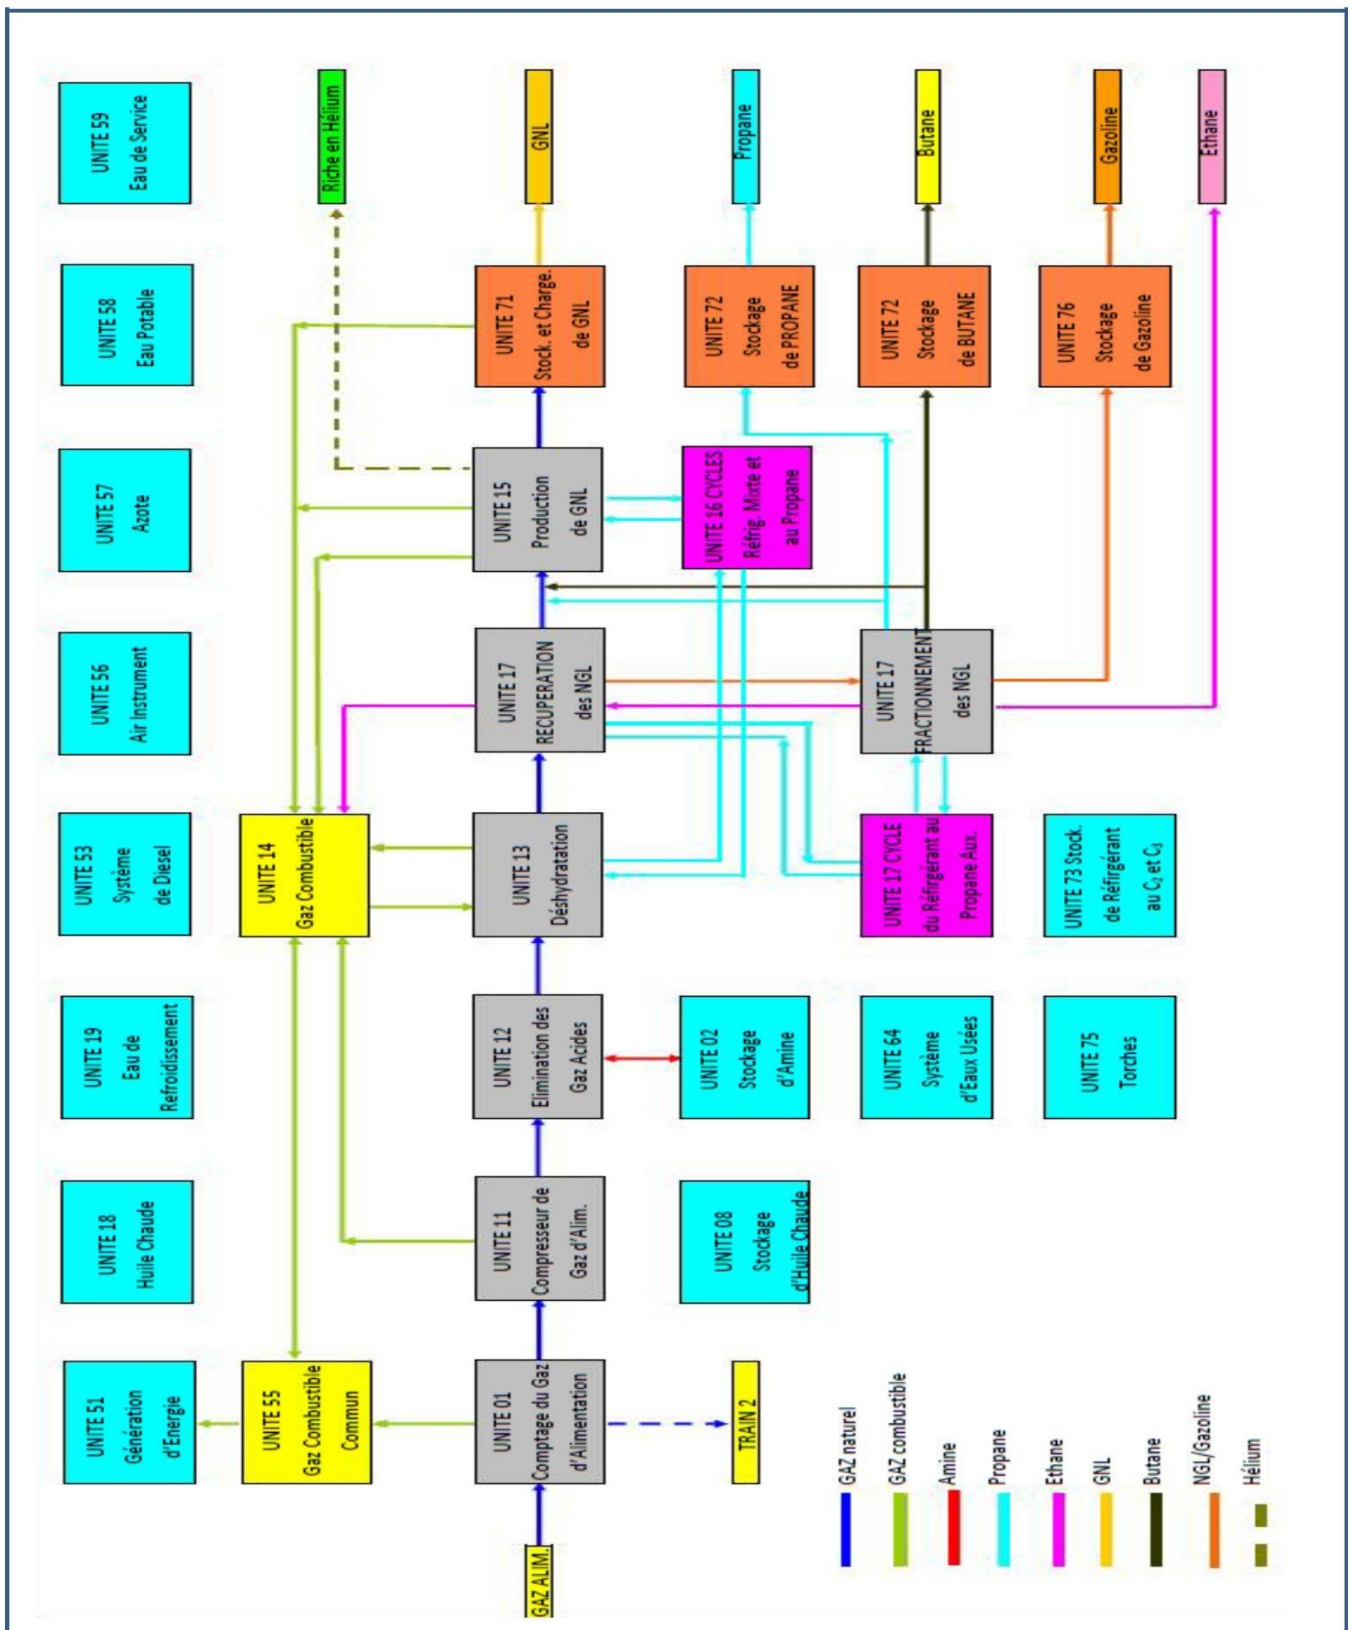 UNITE 51
Génération
d'Energie
UNITE 18
Huile Chaude
UNITE 19
Eau de
Refroidissement
UNITE 53
Système
de Diesel
UNITE 56
Air Instrument
UNITE 57
Azote
UNITE 58
Eau Potable
UNITE 59
Eau de Service
UNITE 55
Gaz Combustible
Commun
UNITE 14
Gaz Combustible
Riche en Hélium
GAZ ALIM.
UNITE 01
Comptage du Gaz
d'Alimentation
UNITE 11
Compresseur de
Gaz d'Alim.
UNITE 12
Elimination des
Gaz Acides
UNITE 13
Déshydratation
UNITE 17
RECUPERATION
des NGL
UNITE 15
Production
de GNL
UNITE 71
Stock. et Charge.
de GNL
GNL
TRAIN 2
UNITE 08
Stockage
d'Huile Chaude
UNITE 02
Stockage
d'Amine
UNITE 16 CYCLES
Réfrig. Mixte et
au Propane
UNITE 72
Stockage
de PROPANE
Propane
UNITE 64
Système
d'Eaux Usées
UNITE 17 CYCLE
du Réfirgérant au
Propane Aux.
UNITE 17
FRACTIONNEMENT
des NGL
UNITE 72
Stockage
de BUTANE
Butane
UNITE 75
Torches
UNITE 73 Stock.
de Réfirgérant
au C₂ et C₃
UNITE 76
Stockage
de Gazoline
Gazoline
Ethane
GAZ naturel
GAZ combustible
Amine
Propane
Ethane
GNL
Butane
NGL/Gazoline
Hélium